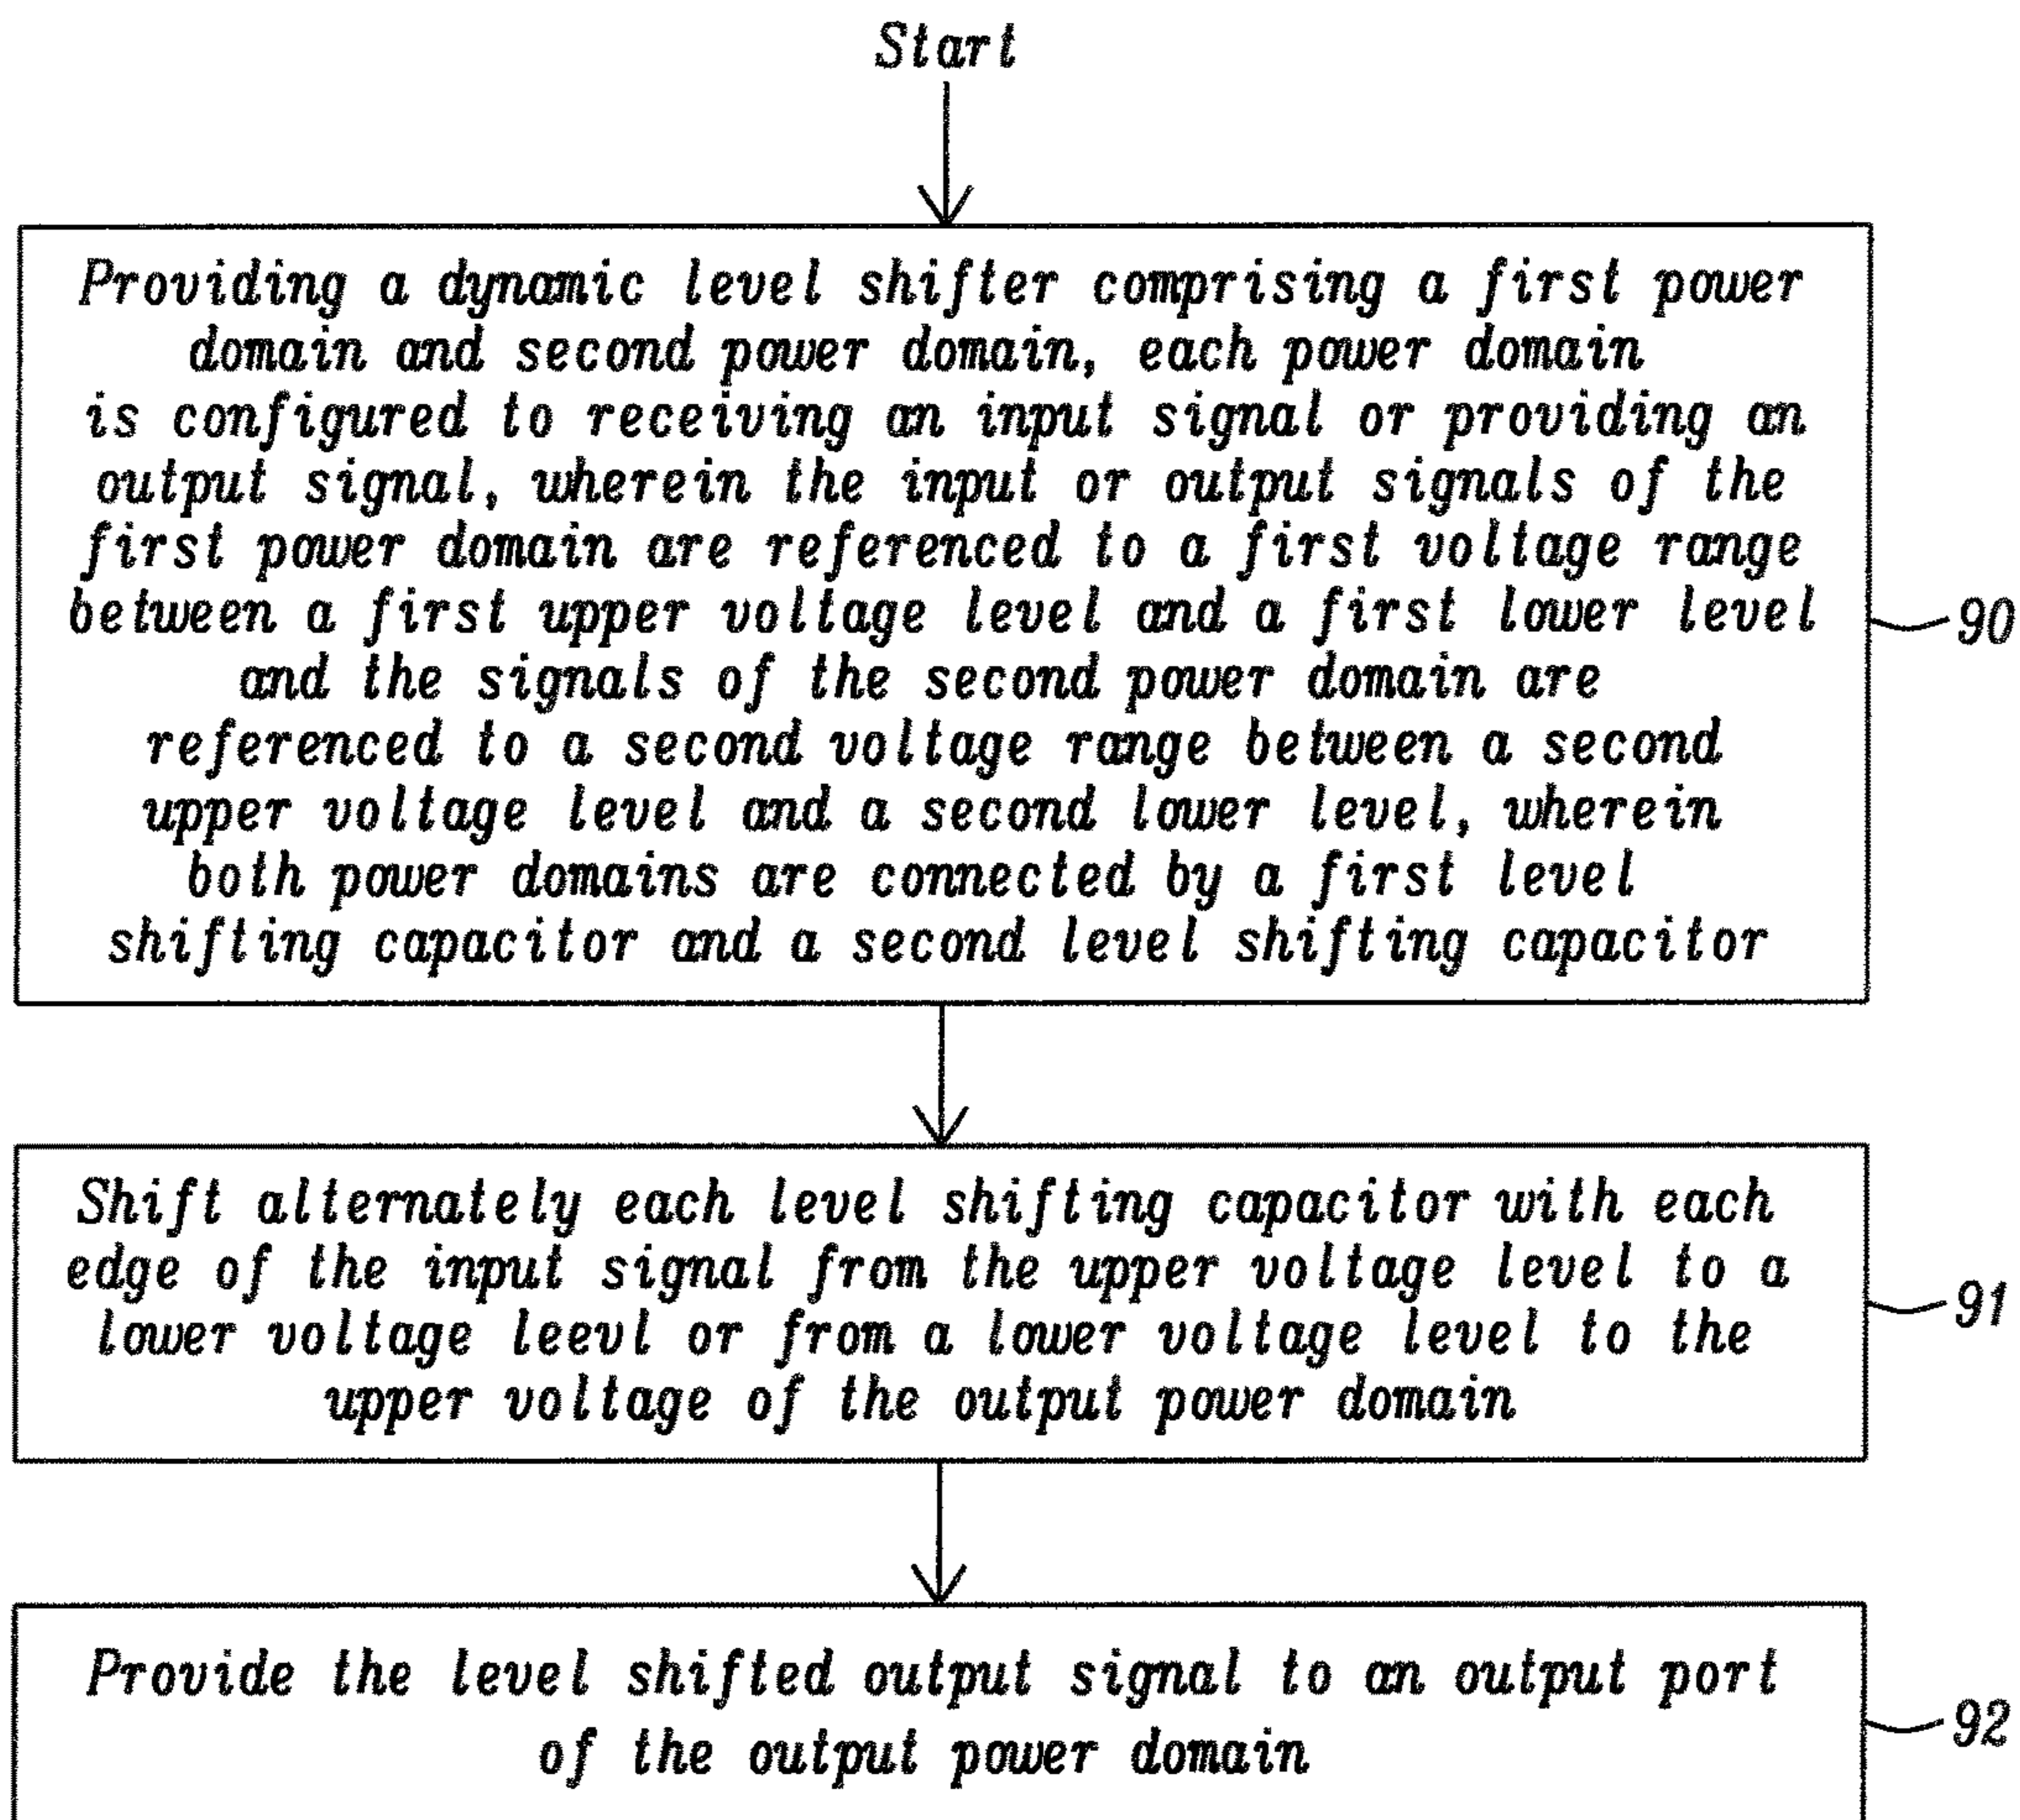 Start
Providing a dynamic level shifter comprising a first power
domain and second power domain, each power domain
is configured to receiving an input signal or providing an
output signal, wherein the input or output signals of the
first power domain are referenced to a first voltage range
between a first upper voltage level and a first lower level
and the signals of the second power domain are
referenced to a second voltage range between a second
upper voltage level and a second lower level, wherein
both power domains are connected by a first level
shifting capacitor and a second level shifting capacitor
90
Shift alternately each level shifting capacitor with each
edge of the input signal from the upper voltage level to a
lower voltage leevl or from a lower voltage level to the
upper voltage of the output power domain
91
Provide the level shifted output signal to an output port
of the output power domain
92